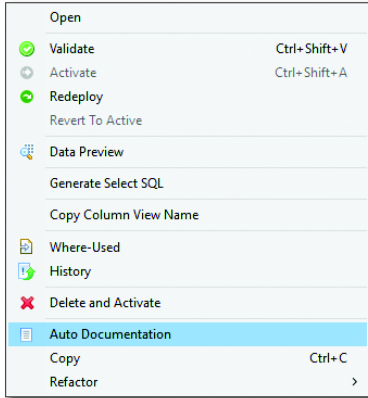 Open
Validate Ctrl+Shift+V
Activate Ctrl+Shift+A
Redeploy
Revert To Active
Data Preview
Generate Select SQL
Copy Column View Name
Where-Used
History
Delete and Activate
Auto Documentation
Copy Ctrl+C
Refactor